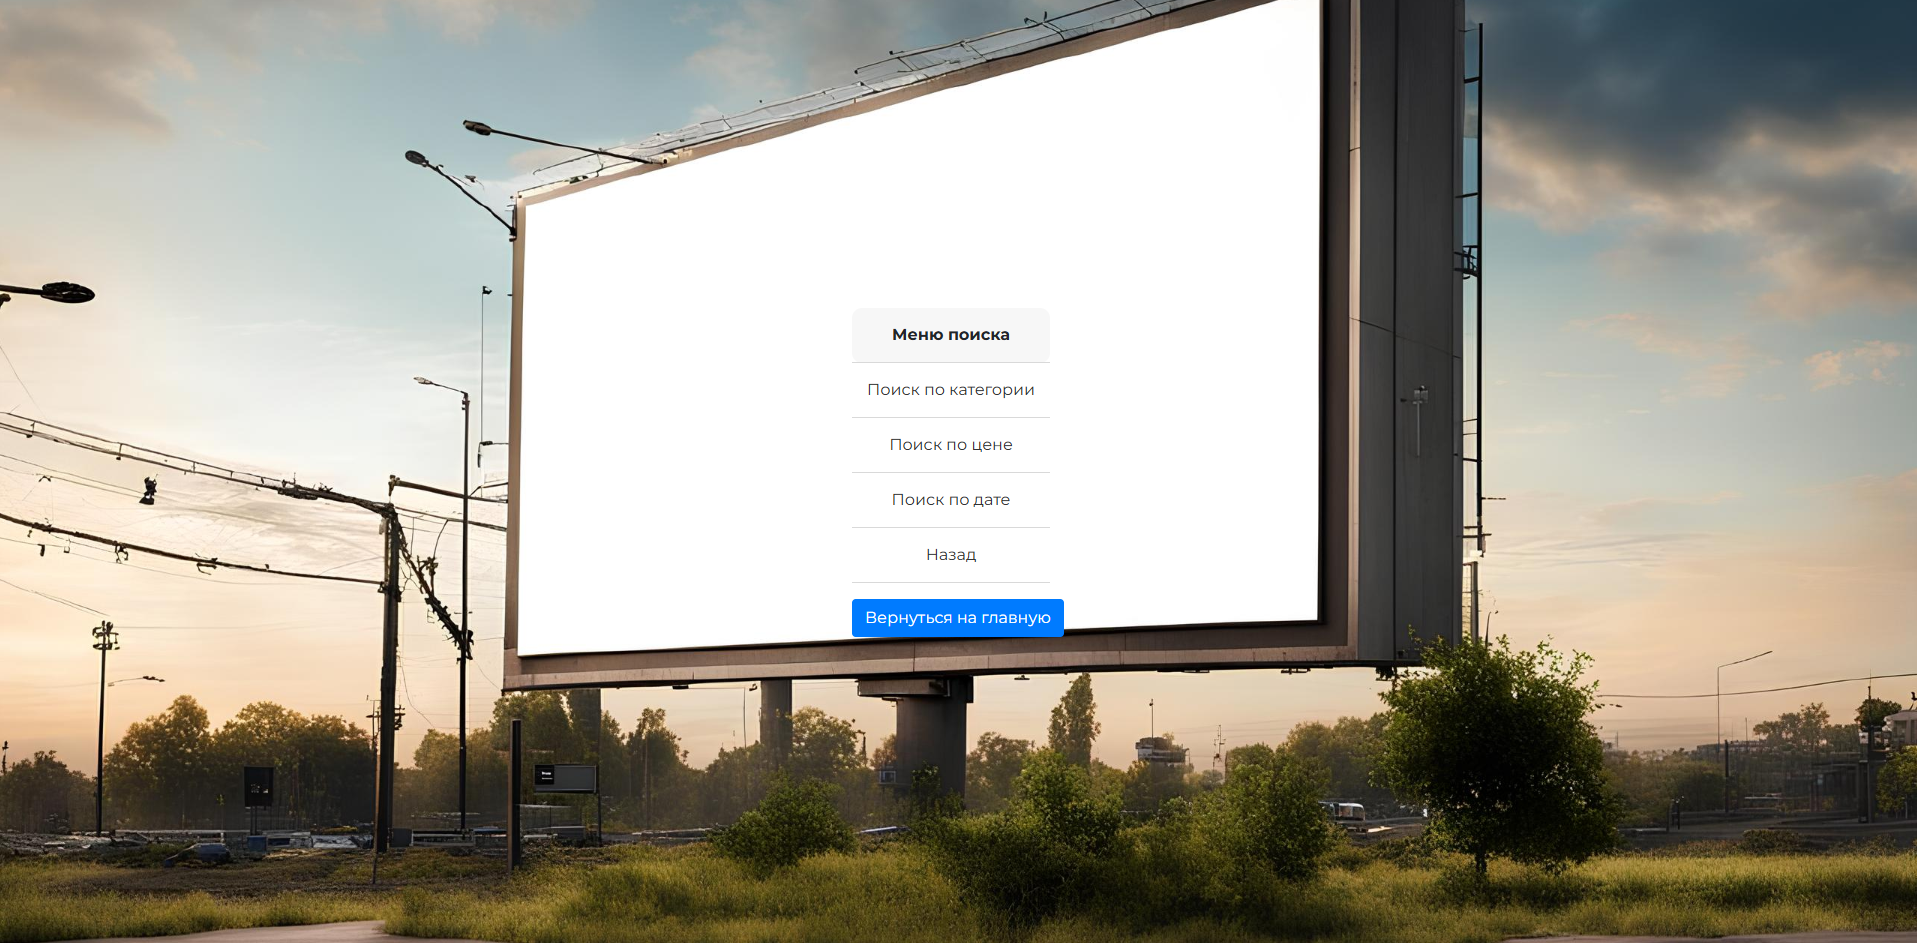 Меню поиска
Поиск по категории
Поиск по цене
Поиск по дате
Назад
Вернуться на главную